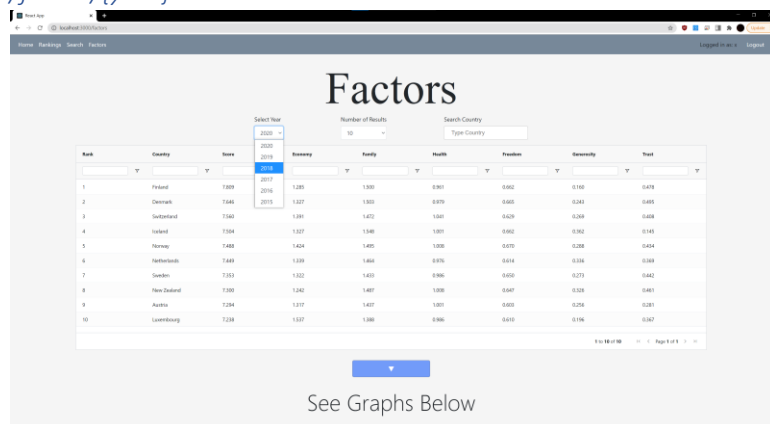 React App
localhost:3000/factors
Update
Home Rankings Search Factors
Logged in as: Logout
Factors
Select Year Number of Results Search Country
2020 10 Type Country
2020
2019
2018
2017
2016
2015
Rank Country Score Economy Family Health Freedom Generosity Trust
1 Finland 7.809 1.285 1.500 0.961 0.662 0.160 0.478
2 Denmark 7.646 1.327 1.503 0.979 0.665 0.243 0.495
3 Switzerland 7.560 1.391 1.472 1.041 0.629 0.269 0.408
4 Iceland 7.504 1.327 1.548 1.001 0.662 0.362 0.145
5 Norway 7.488 1.424 1.495 1.008 0.670 0.288 0.434
6 Netherlands 7.449 1.339 1.464 0.976 0.614 0.336 0.369
7 Sweden 7.353 1.322 1.433 0.986 0.650 0.273 0.442
8 New Zealand 7.300 1.242 1.487 1.008 0.647 0.326 0.461
9 Austria 7.294 1.317 1.437 1.001 0.603 0.256 0.281
10 Luxembourg 7.238 1.537 1.388 0.986 0.610 0.196 0.367
1 to 10 of 10 Page 1 of 1
See Graphs Below